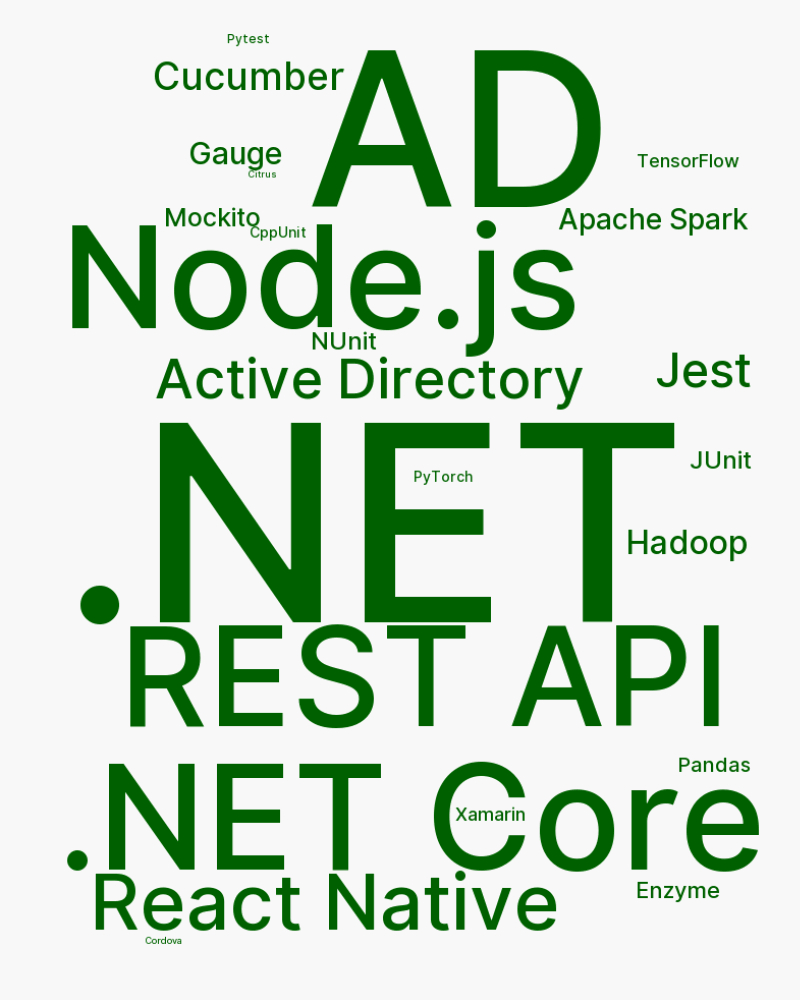 Pytest
Cucumber
AD
Gauge
TensorFlow
Citrus
Mockito
Apache Spark
CppUnit
Node.js
NUnit
Active Directory
Jest
.NET
JUnit
PyTorch
Hadoop
REST API
.NET Core
Pandas
Xamarin
React Native
Enzyme
Cordova